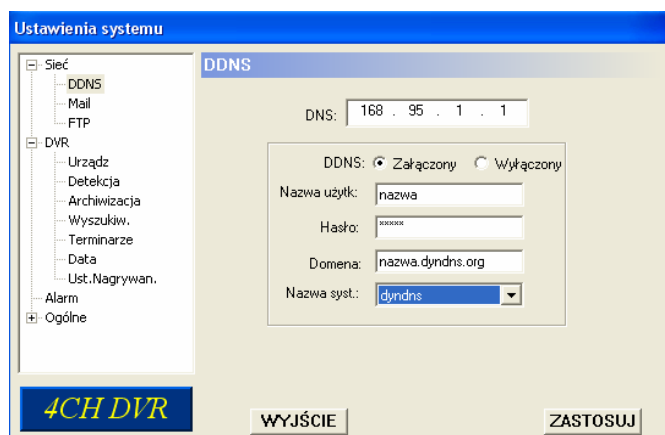 Ustawienia systemu
Sieć
DDNS
Mail
FTP
DVR
Urządz
Detekcja
Archiwizacja
Wyszukiw.
Terminarze
Data
Ust.Nagrywan.
Alarm
Ogólne
4CH DVR
DDNS
DNS: 168 . 95 . 1 . 1
DDNS: Załączony Wyłączony
Nazwa użytk: nazwa
Hasło: *****
Domena: nazwa.dyndns.org
Nazwa syst.: dyndns
WYJŚCIE ZASTOSUJ